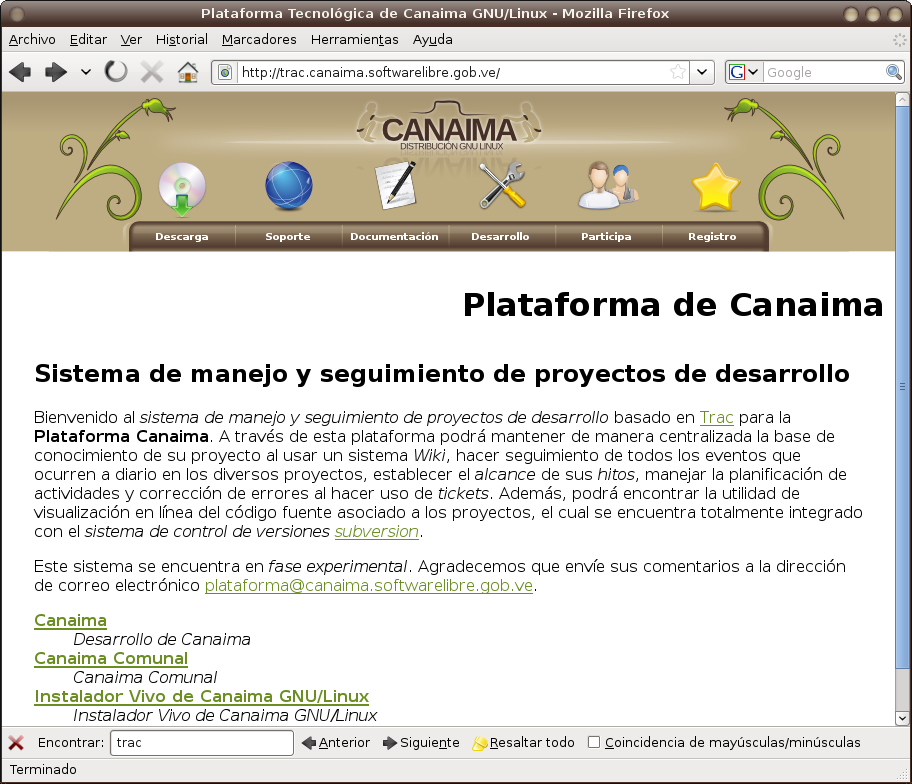 Plataforma Tecnológica de Canaima GNU/Linux - Mozilla Firefox
Archivo Editar Ver Historial Marcadores Herramientas Ayuda
http://trac.canaima.softwarelibre.gob.ve/ G Google
CANAIMA
DISTRIBUCIÓN GNU LINUX
Descarga Soporte Documentación Desarrollo Participa Registro
Plataforma de Canaima
Sistema de manejo y seguimiento de proyectos de desarrollo
Bienvenido al sistema de manejo y seguimiento de proyectos de desarrollo basado en Trac para la
Plataforma Canaima. A través de esta plataforma podrá mantener de manera centralizada la base de
conocimiento de su proyecto al usar un sistema Wiki, hacer seguimiento de todos los eventos que
ocurren a diario en los diversos proyectos, establecer el alcance de sus hitos, manejar la planificación de
actividades y corrección de errores al hacer uso de tickets. Además, podrá encontrar la utilidad de
visualización en línea del código fuente asociado a los proyectos, el cual se encuentra totalmente integrado
con el sistema de control de versiones subversion.
Este sistema se encuentra en fase experimental. Agradecemos que envíe sus comentarios a la dirección
de correo electrónico plataforma@canaima.softwarelibre.gob.ve.
Canaima
Desarrollo de Canaima
Canaima Comunal
Canaima Comunal
Instalador Vivo de Canaima GNU/Linux
Instalador Vivo de Canaima GNU/Linux
Encontrar: trac Anterior Siguiente Resaltar todo Coincidencia de mayúsculas/minúsculas
Terminado